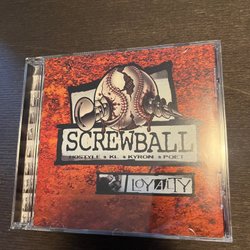 SCREWBALL
HOSTYLE ★ KL ★ KYRON ★ POET
LOYALTY